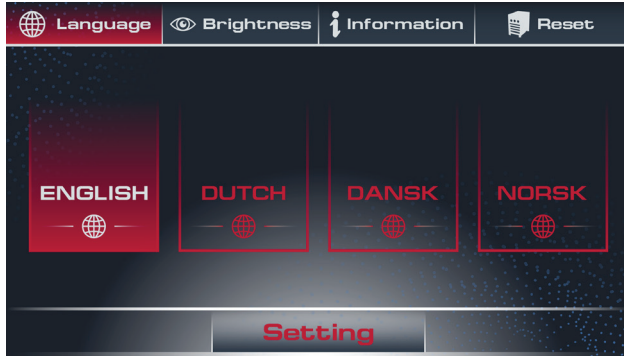 Language Brightness Information Reset
ENGLISH DUTCH DANSK NORSK
Setting